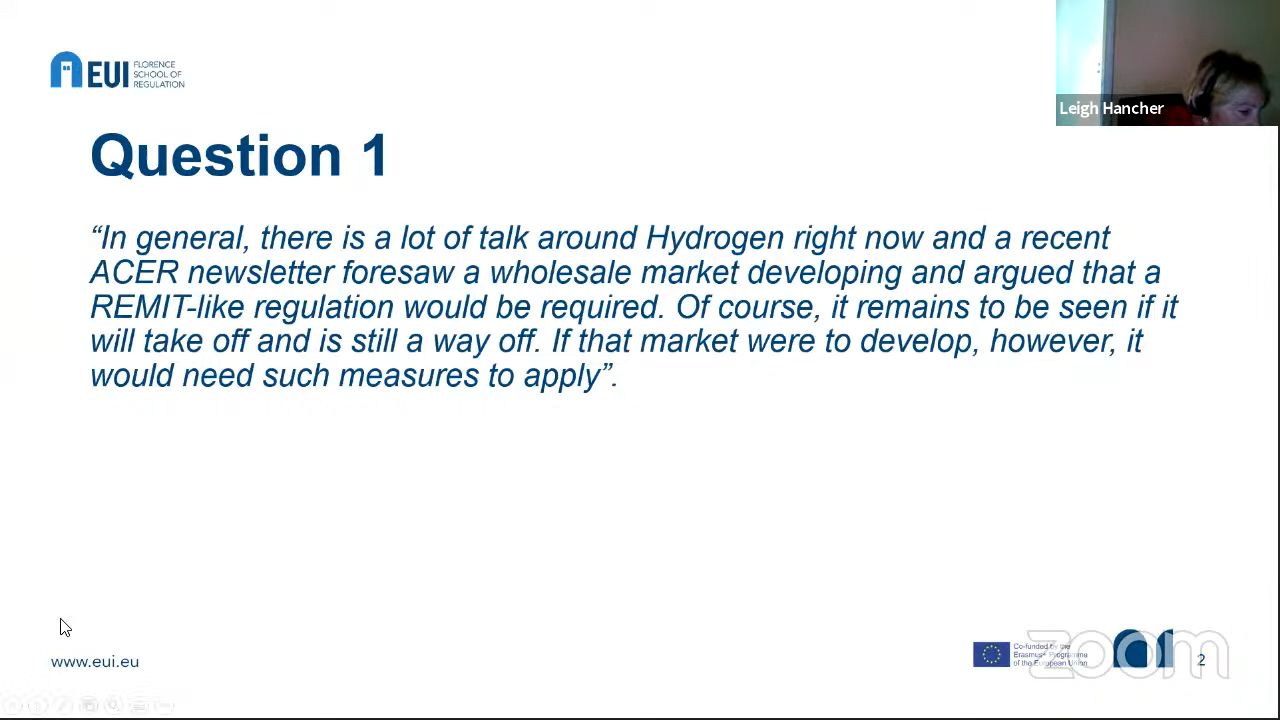 EUI FLORENCE
SCHOOL OF
REGULATION
Leigh Hancher
Question 1
“In general, there is a lot of talk around Hydrogen right now and a recent
ACER newsletter foresaw a wholesale market developing and argued that a
REMIT-like regulation would be required. Of course, it remains to be seen if it
will take off and is still a way off. If that market were to develop, however, it
would need such measures to apply”.
www.eui.eu
Co-funded by the
Erasmus+ Programme
of the European Union
zoom
2